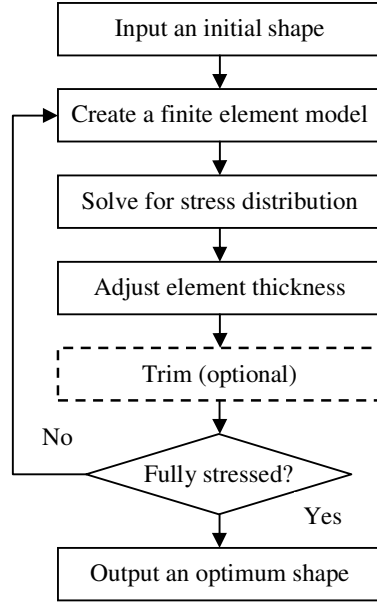 Input an initial shape
Create a finite element model
Solve for stress distribution
Adjust element thickness
Trim (optional)
No
Fully stressed?
Yes
Output an optimum shape